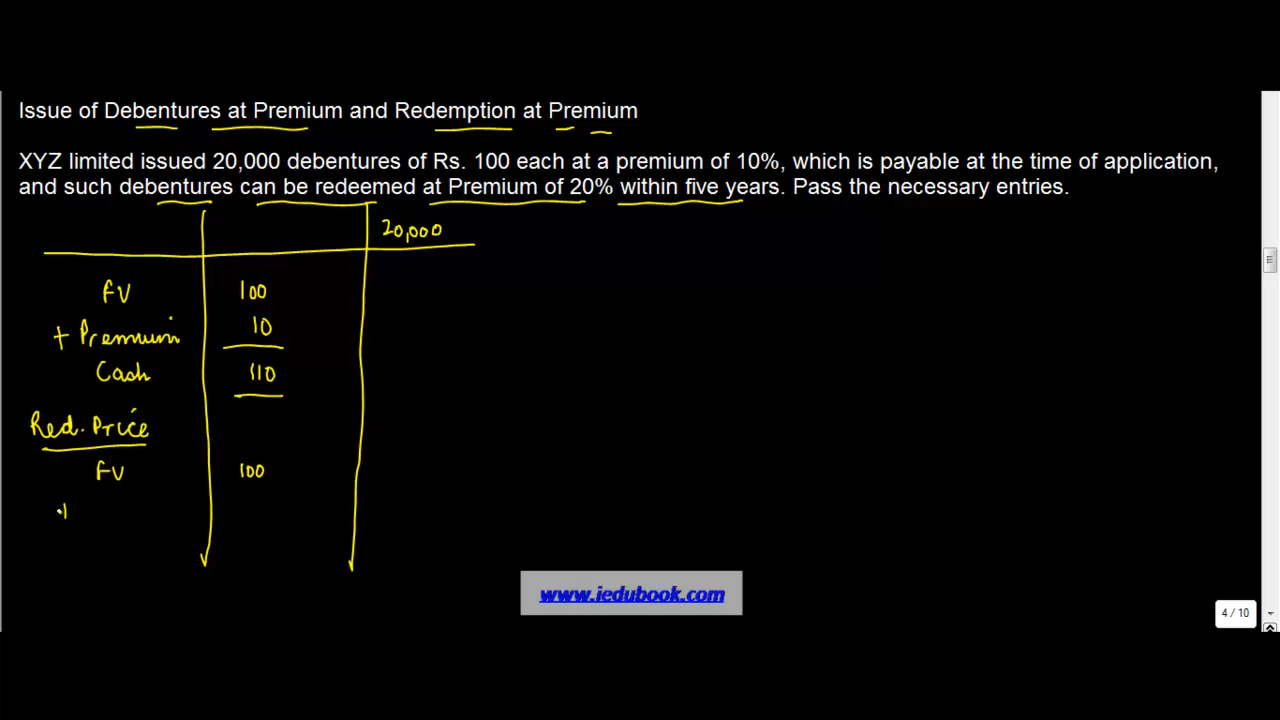 Issue of Debentures at Premium and Redemption at Premium
XYZ limited issued 20,000 debentures of Rs. 100 each at a premium of 10%, which is payable at the time of application,
and such debentures can be redeemed at Premium of 20% within five years. Pass the necessary entries.
20,000
FV 100
+ Premium 10
Cash 110
Red. Price
FV 100
www.iedubook.com
4 / 10